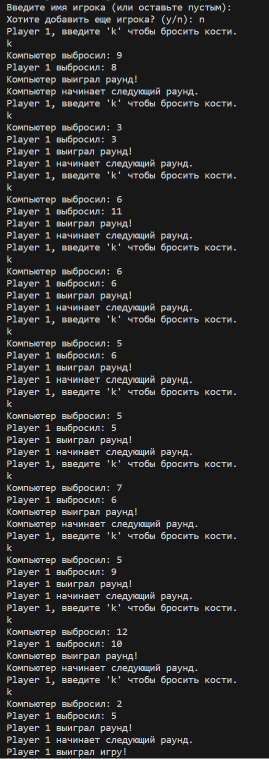 Введите имя игрока (или оставьте пустым):
Хотите добавить еще игрока? (y/n): n
Player 1, введите 'k' чтобы бросить кости.
k
Компьютер выбросил: 9
Player 1 выбросил: 8
Компьютер выиграл раунд!
Компьютер начинает следующий раунд.
Player 1, введите 'k' чтобы бросить кости.
k
Компьютер выбросил: 3
Player 1 выбросил: 3
Player 1 выиграл раунд!
Player 1 начинает следующий раунд.
Player 1, введите 'k' чтобы бросить кости.
k
Компьютер выбросил: 6
Player 1 выбросил: 11
Player 1 выиграл раунд!
Player 1 начинает следующий раунд.
Player 1, введите 'k' чтобы бросить кости.
k
Компьютер выбросил: 6
Player 1 выбросил: 6
Player 1 выиграл раунд!
Player 1 начинает следующий раунд.
Player 1, введите 'k' чтобы бросить кости.
k
Компьютер выбросил: 5
Player 1 выбросил: 6
Player 1 выиграл раунд!
Player 1 начинает следующий раунд.
Player 1, введите 'k' чтобы бросить кости.
k
Компьютер выбросил: 5
Player 1 выбросил: 5
Player 1 выиграл раунд!
Player 1 начинает следующий раунд.
Player 1, введите 'k' чтобы бросить кости.
k
Компьютер выбросил: 7
Player 1 выбросил: 6
Компьютер выиграл раунд!
Компьютер начинает следующий раунд.
Player 1, введите 'k' чтобы бросить кости.
k
Компьютер выбросил: 5
Player 1 выбросил: 9
Player 1 выиграл раунд!
Player 1 начинает следующий раунд.
Player 1, введите 'k' чтобы бросить кости.
k
Компьютер выбросил: 12
Player 1 выбросил: 10
Компьютер выиграл раунд!
Компьютер начинает следующий раунд.
Player 1, введите 'k' чтобы бросить кости.
k
Компьютер выбросил: 2
Player 1 выбросил: 5
Player 1 выиграл раунд!
Player 1 начинает следующий раунд.
Player 1 выиграл игру!